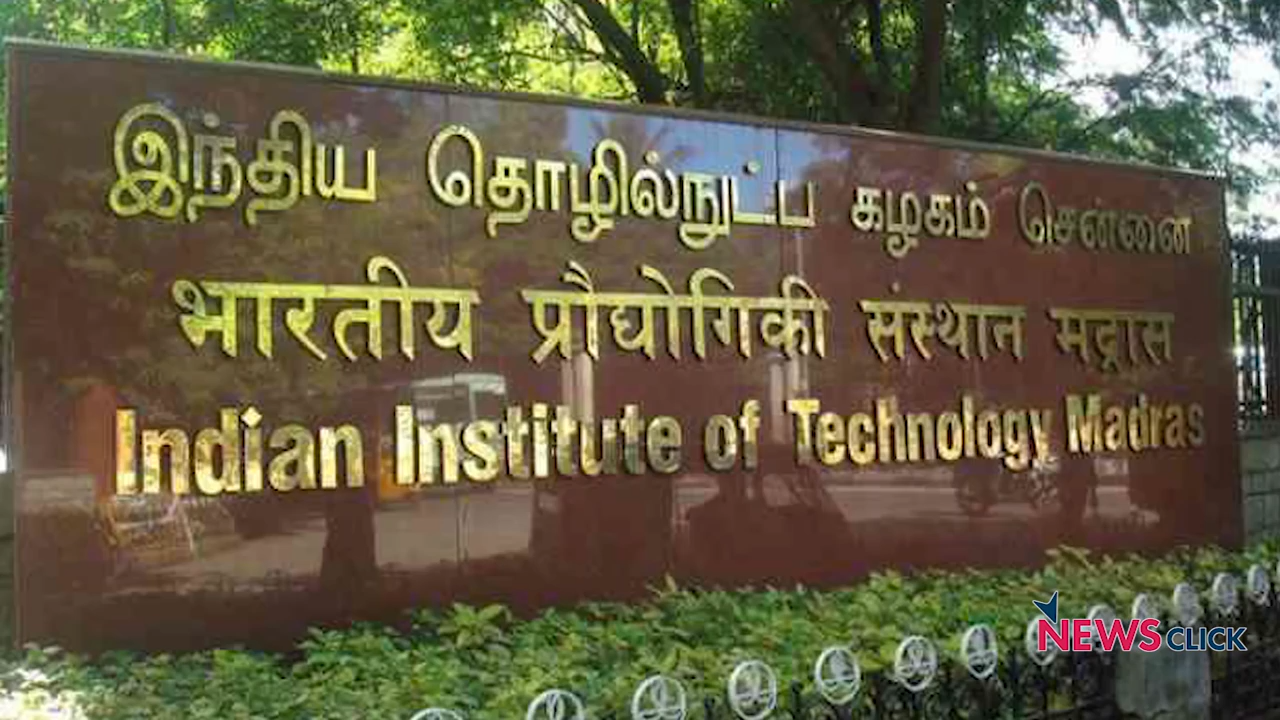 இந்திய தொழில்நுட்ப கழகம் சென்னை
भारतीय प्रौद्योगिकी संस्थान मद्रास
Indian Institute of Technology Madras
NEWSCLICK